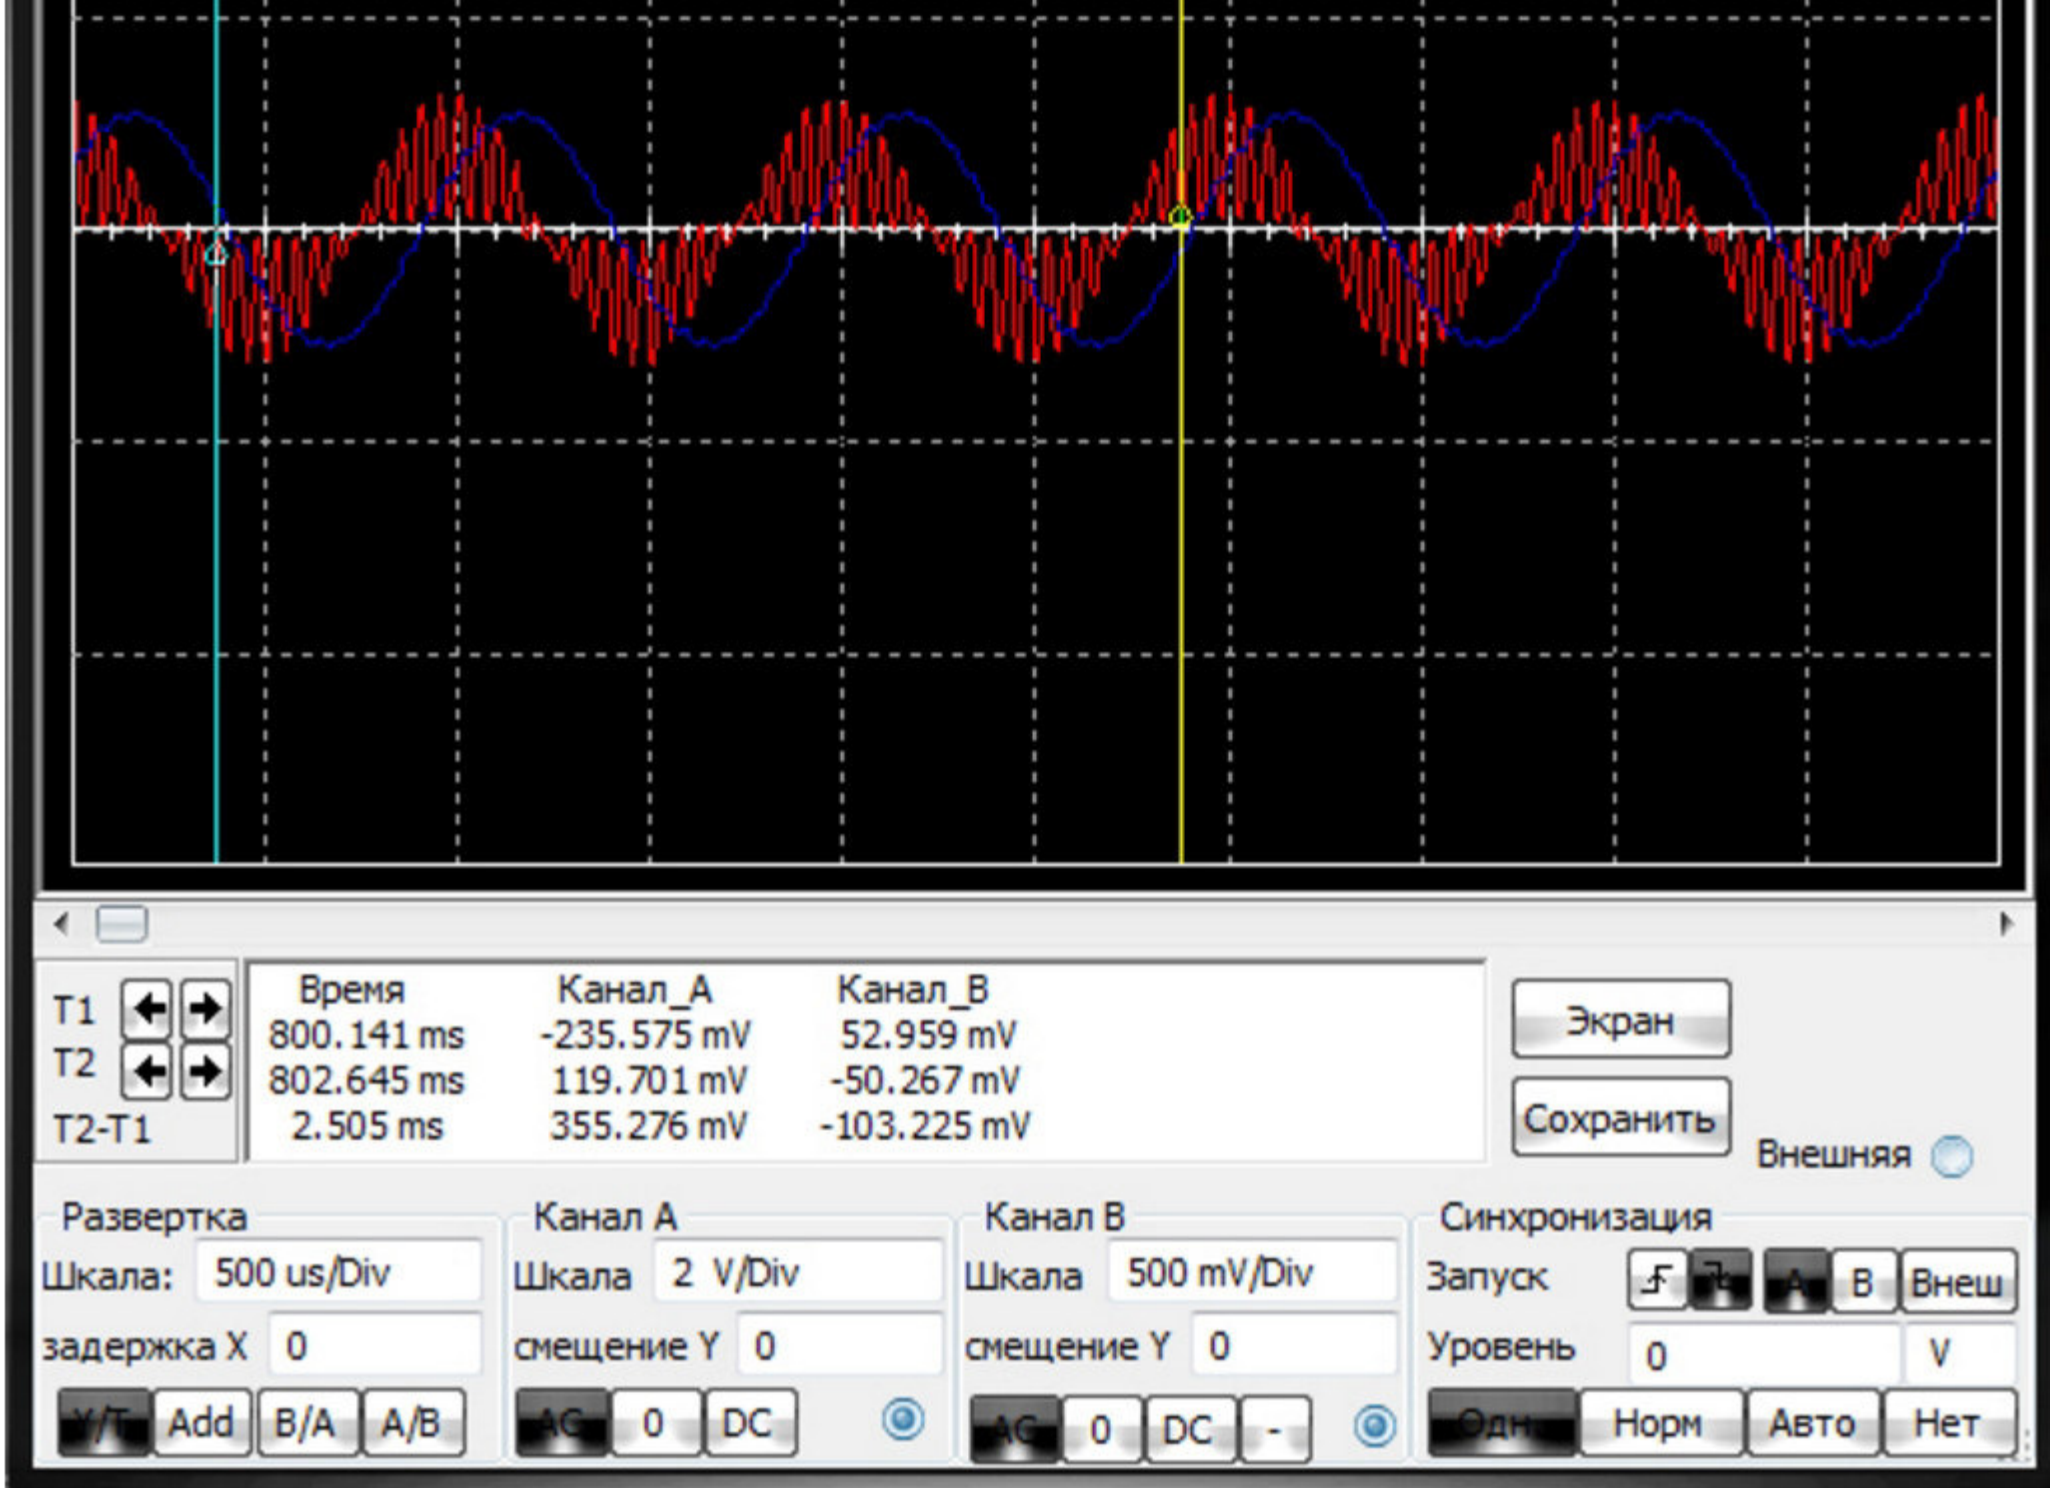 Время Канал_A Канал_B
T1 800.141 ms -235.575 mV 52.959 mV
T2 802.645 ms 119.701 mV -50.267 mV
T2-T1 2.505 ms 355.276 mV -103.225 mV
Экран
Сохранить
Внешняя
Развертка
Шкала: 500 us/Div
задержка X 0
Y/T Add B/A A/B
Канал A
Шкала 2 V/Div
смещение Y 0
AC 0 DC
Канал B
Шкала 500 mV/Div
смещение Y 0
AC 0 DC -
Синхронизация
Запуск A B Внеш
Уровень 0 V
Одн. Норм Авто Нет